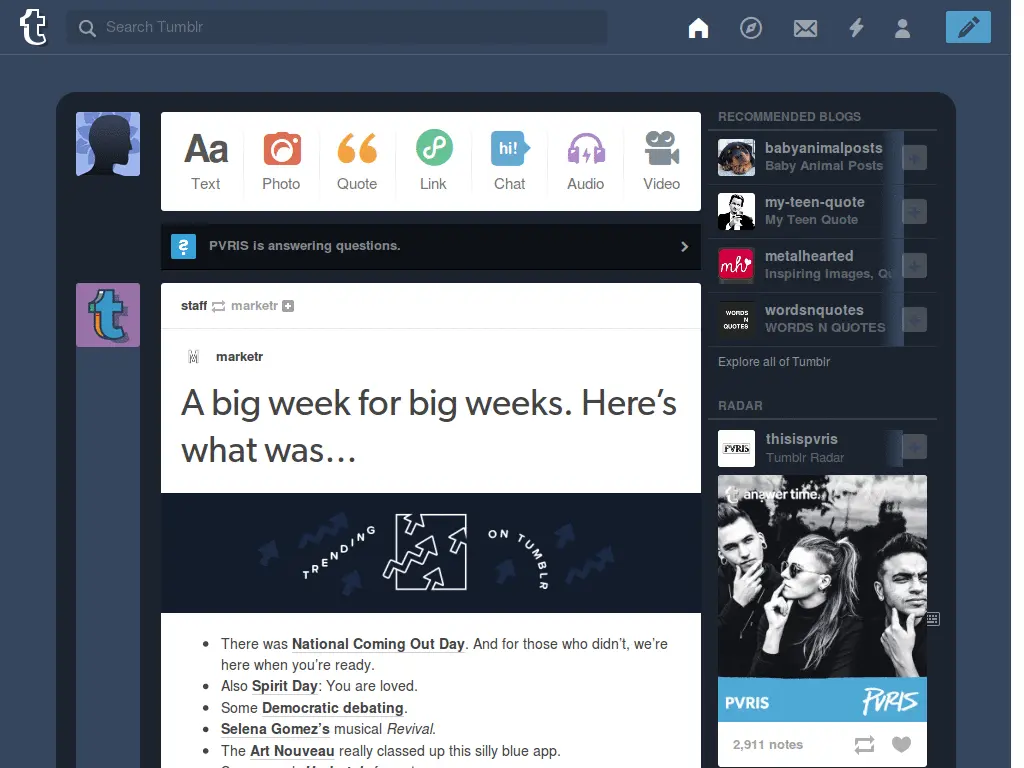 t
Search Tumblr
Aa
Text
Photo
Quote
Link
hi!
Chat
Audio
Video
PVRIS is answering questions.
staff marketr
marketr
A big week for big weeks. Here's
what was...
TRENDING ON TUMBLR
There was National Coming Out Day. And for those who didn't, we're
here when you're ready.
Also Spirit Day: You are loved.
Some Democratic debating.
Selena Gomez's musical Revival.
The Art Nouveau really classed up this silly blue app.
RECOMMENDED BLOGS
babyanimalposts
Baby Animal Posts
my-teen-quote
My Teen Quote
mh
metalhearted
Inspiring Images, Qu
WORDS
N
QUOTES
wordsnquotes
WORDS N QUOTES
Explore all of Tumblr
RADAR
PVRIS
thisispvris
Tumblr Radar
t answer time.
PVRIS PVRIS
2,911 notes